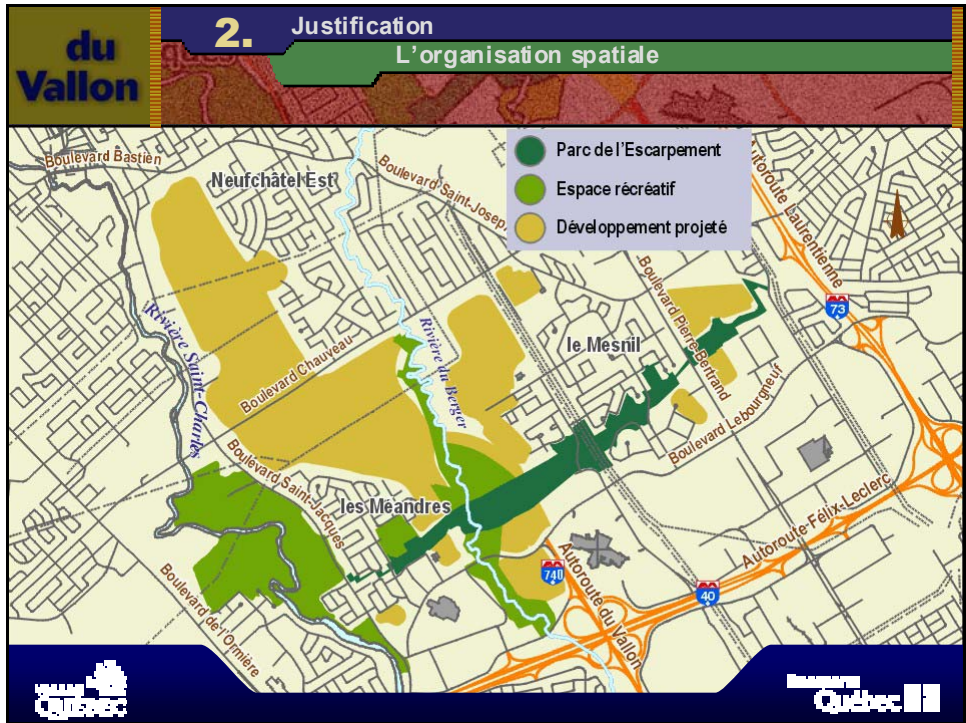 du
Vallon
2.
Justification
L'organisation spatiale
Parc de l'Escarpement
Espace récréatif
Développement projeté
Boulevard Bastien
Neufchâtel Est
Boulevard Saint-Josep
Autoroute Laurentienne
73
Boulevard Pierre-Bertrand
le Mesnil
Rivière du Berger
Rivière Saint-Charles
Boulevard Chauveau
Boulevard Lebourgneuf
Boulevard Saint-Jacques
les Méandres
Autoroute-Félix-Leclerc
Autoroute du Vallon
740
40
Boulevard de l'Ormière
Québec
Québec